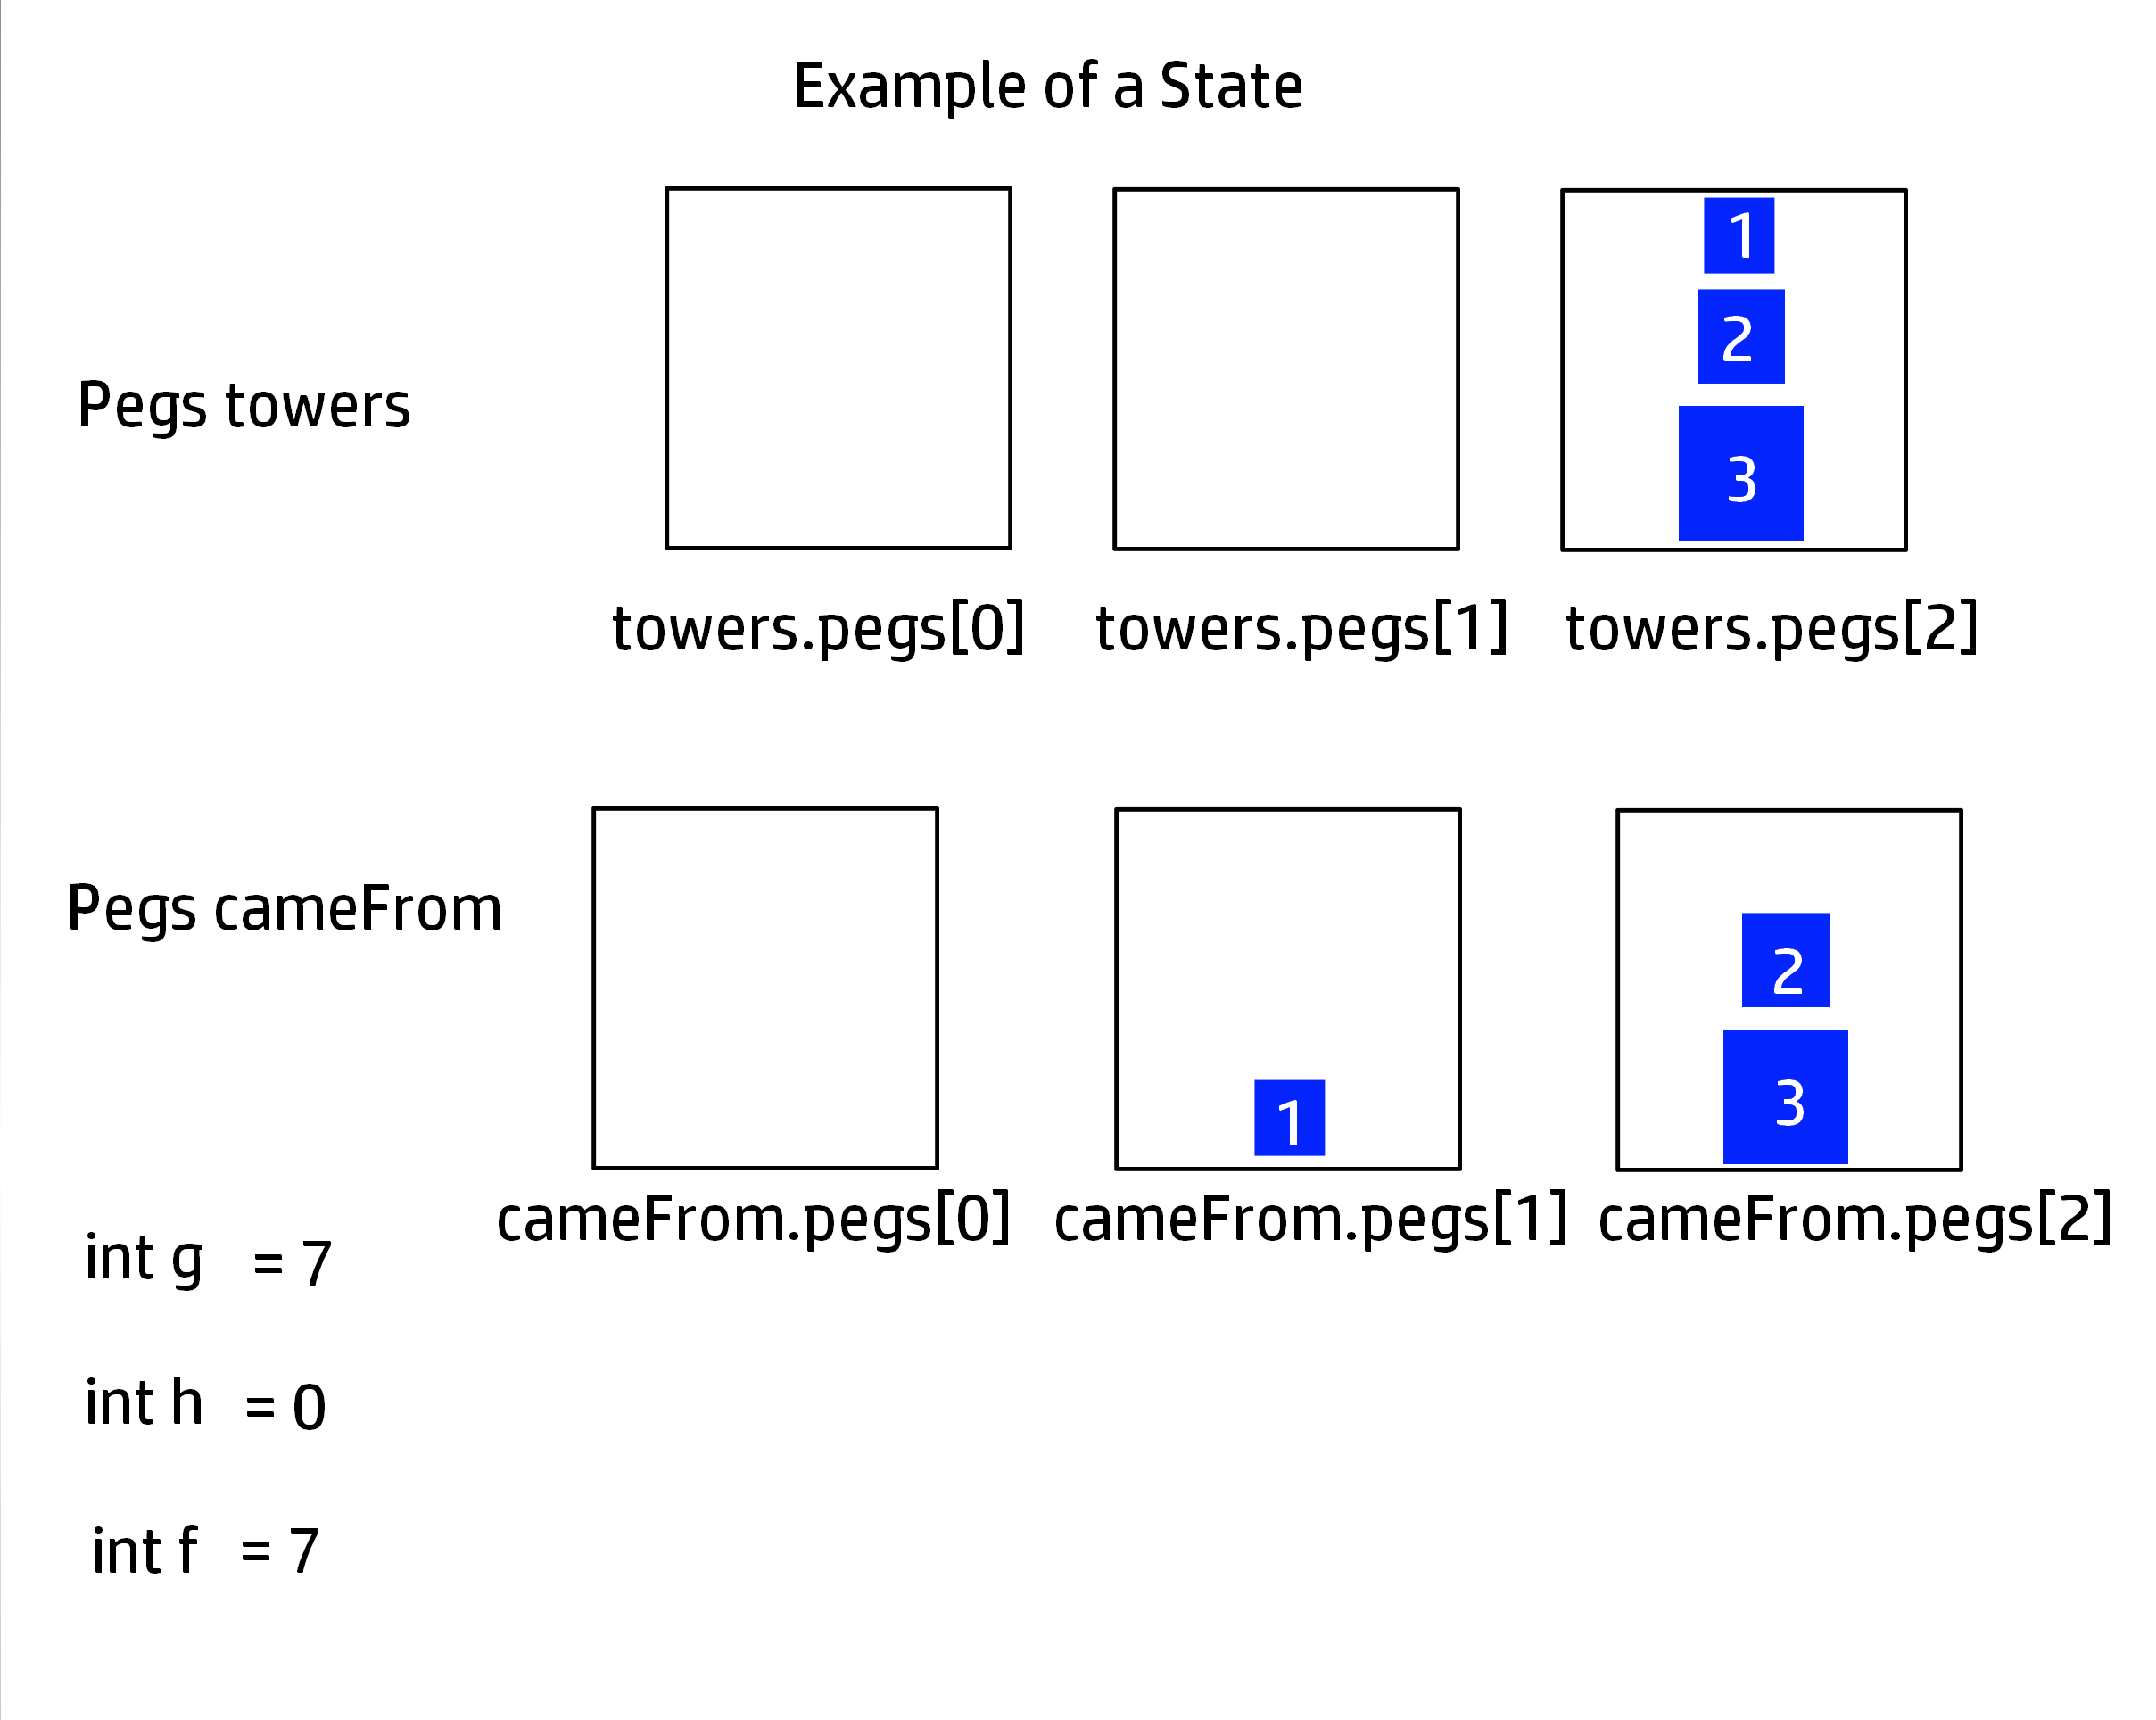 Example of a State
1
2
3
Pegs towers
towers.pegs[0] towers.pegs[1] towers.pegs[2]
Pegs cameFrom
2
3
1
cameFrom.pegs[0] cameFrom.pegs[1] cameFrom.pegs[2]
int g = 7
int h = 0
int f = 7